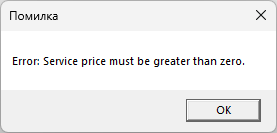 Помилка
Error: Service price must be greater than zero.
OK